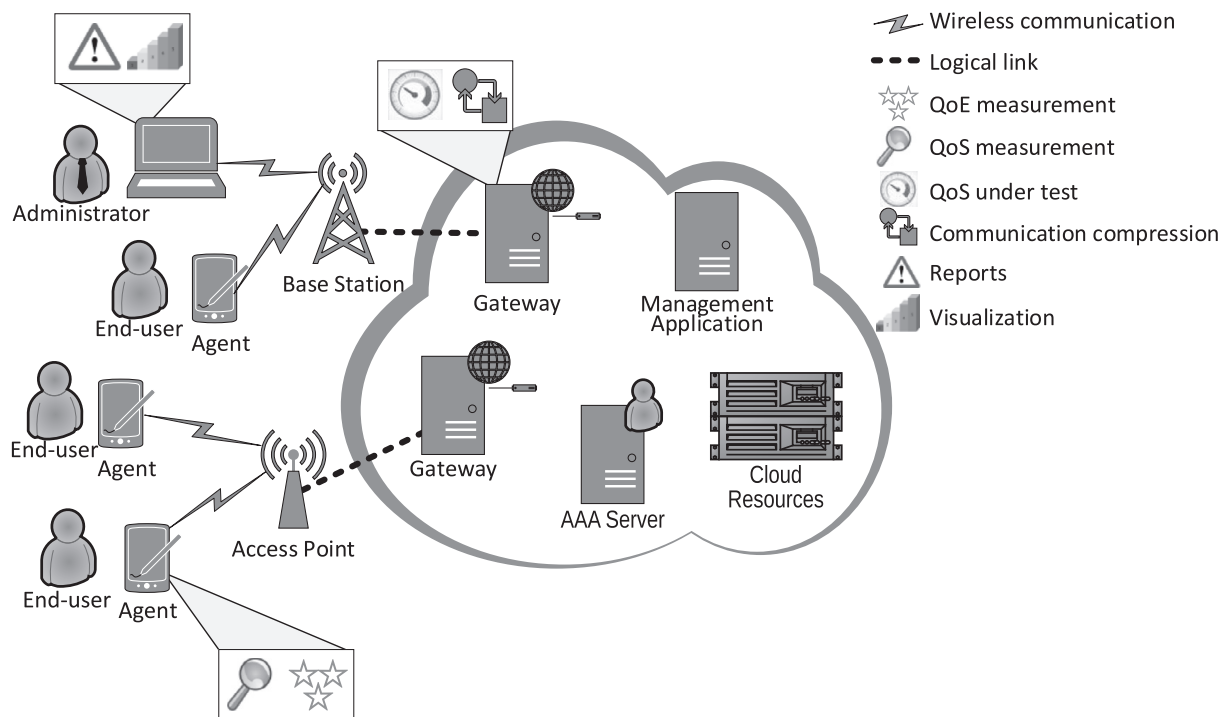 Wireless communication
Logical link
QoE measurement
QoS measurement
QoS under test
Communication compression
Reports
Visualization
Administrator
Base Station
End-user
Agent
Gateway
Management
Application
End-user
Agent
Gateway
Access Point
AAA Server
Cloud
Resources
End-user
Agent